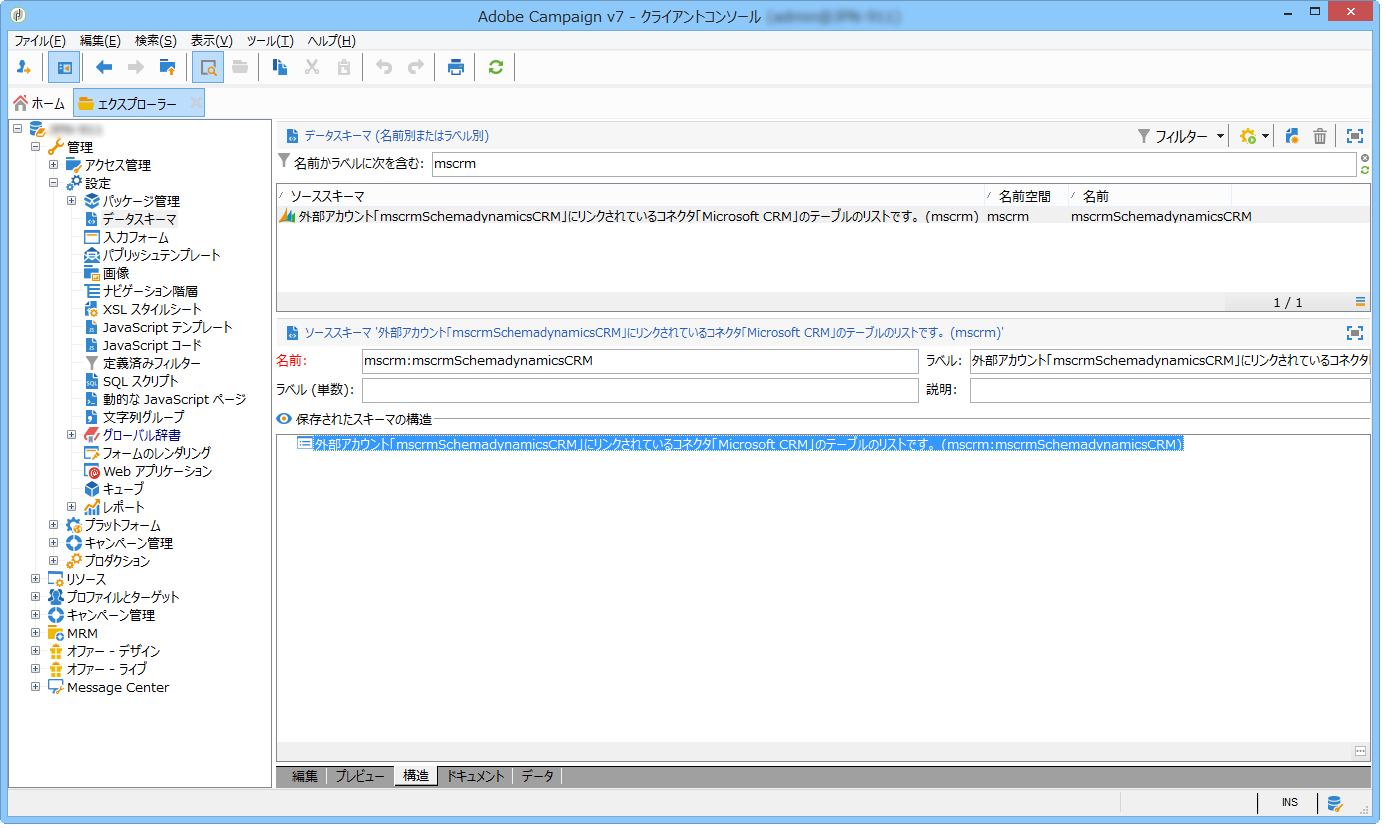 Adobe Campaign v7 - クライアントコンソール
ファイル(F) 編集(E) 検索(S) 表示(V) ツール(T) ヘルプ(H)
ホーム エクスプローラー
管理
アクセス管理
設定
パッケージ管理
データスキーマ
入力フォーム
パブリッシュテンプレート
画像
ナビゲーション階層
XSL スタイルシート
JavaScript テンプレート
JavaScript コード
定義済みフィルター
SQL スクリプト
動的な JavaScript ページ
文字列グループ
グローバル辞書
フォームのレンダリング
Web アプリケーション
キューブ
レポート
プラットフォーム
キャンペーン管理
プロダクション
リソース
プロファイルとターゲット
キャンペーン管理
MRM
オファー - デザイン
オファー - ライブ
Message Center
データスキーマ (名前別またはラベル別) フィルター
名前かラベルに次を含む: mscrm
ソーススキーマ 名前空間 名前
外部アカウント「mscrmSchemadynamicsCRM」にリンクされているコネクタ「Microsoft CRM」のテーブルのリストです。 (mscrm) mscrm mscrmSchemadynamicsCRM
1 / 1
ソーススキーマ '外部アカウント「mscrmSchemadynamicsCRM」にリンクされているコネクタ「Microsoft CRM」のテーブルのリストです。 (mscrm)'
名前: mscrm:mscrmSchemadynamicsCRM ラベル: 外部アカウント「mscrmSchemadynamicsCRM」にリンクされているコネクタ
ラベル (単数): 説明:
保存されたスキーマの構造
外部アカウント「mscrmSchemadynamicsCRM」にリンクされているコネクタ「Microsoft CRM」のテーブルのリストです。 (mscrm:mscrmSchemadynamicsCRM)
編集 プレビュー 構造 ドキュメント データ
INS